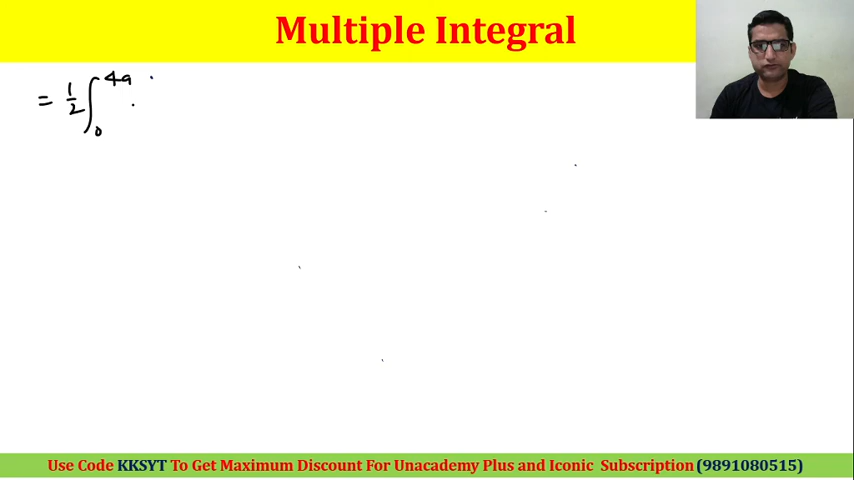 Multiple Integral
= 1/2 ∫₀^4a
Use Code KKSYT To Get Maximum Discount For Unacademy Plus and Iconic Subscription (9891080515)